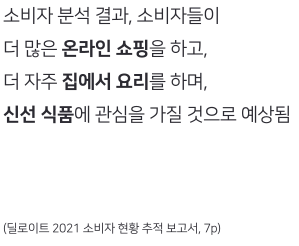 소비자 분석 결과, 소비자들이
더 많은 온라인 쇼핑을 하고,
더 자주 집에서 요리를 하며,
신선 식품에 관심을 가질 것으로 예상됨
(딜로이트 2021 소비자 현황 추적 보고서, 7p)